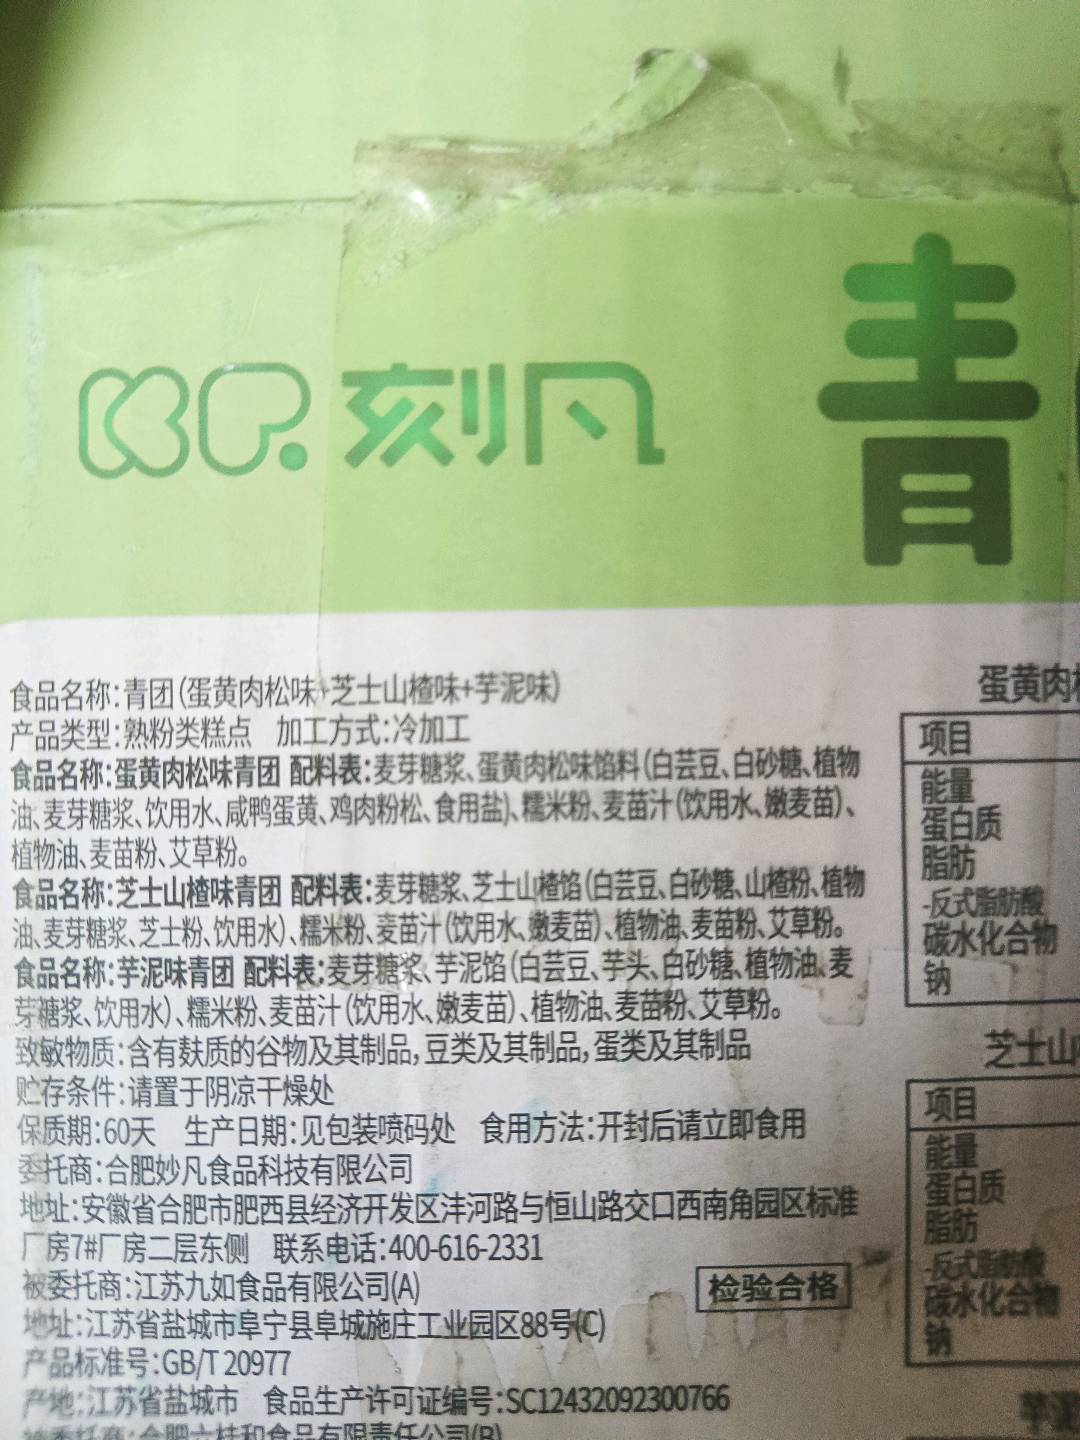 KF.刻凡
青
食品名称:青团(蛋黄肉松味+芝士山楂味+芋泥味)
产品类型:熟粉类糕点 加工方式:冷加工
食品名称:蛋黄肉松味青团 配料表:麦芽糖浆、蛋黄肉松味馅料(白芸豆、白砂糖、植物
油、麦芽糖浆、饮用水、咸鸭蛋黄、鸡肉粉松、食用盐)、糯米粉、麦苗汁(饮用水、嫩麦苗)、
植物油、麦苗粉、艾草粉。
食品名称:芝士山楂味青团 配料表:麦芽糖浆、芝士山楂馅(白芸豆、白砂糖、山楂粉、植物
油、麦芽糖浆、芝士粉、饮用水)、糯米粉、麦苗汁(饮用水、嫩麦苗)、植物油、麦苗粉、艾草粉。
食品名称:芋泥味青团 配料表:麦芽糖浆、芋泥馅(白芸豆、芋头、白砂糖、植物油、麦
芽糖浆、饮用水)、糯米粉、麦苗汁(饮用水、嫩麦苗)、植物油、麦苗粉、艾草粉。
致敏物质:含有麸质的谷物及其制品,豆类及其制品,蛋类及其制品
贮存条件:请置于阴凉干燥处
保质期:60天 生产日期:见包装喷码处 食用方法:开封后请立即食用
委托商:合肥妙凡食品科技有限公司
地址:安徽省合肥市肥西县经济开发区沣河路与恒山路交口西南角园区标准
厂房7#厂房二层东侧 联系电话:400-616-2331
被委托商:江苏九如食品有限公司(A)
检验合格
地址:江苏省盐城市阜宁县阜城施庄工业园区88号(C)
产品标准号:GB/T 20977
产地:江苏省盐城市 食品生产许可证编号:SC12432092300766
被委托商:合肥六桂和食品有限责任公司(B)
蛋黄肉
项目
能量
蛋白质
脂肪
-反式脂肪酸
碳水化合物
钠
芝士山
项目
能量
蛋白质
脂肪
-反式脂肪酸
碳水化合物
钠
芋泥